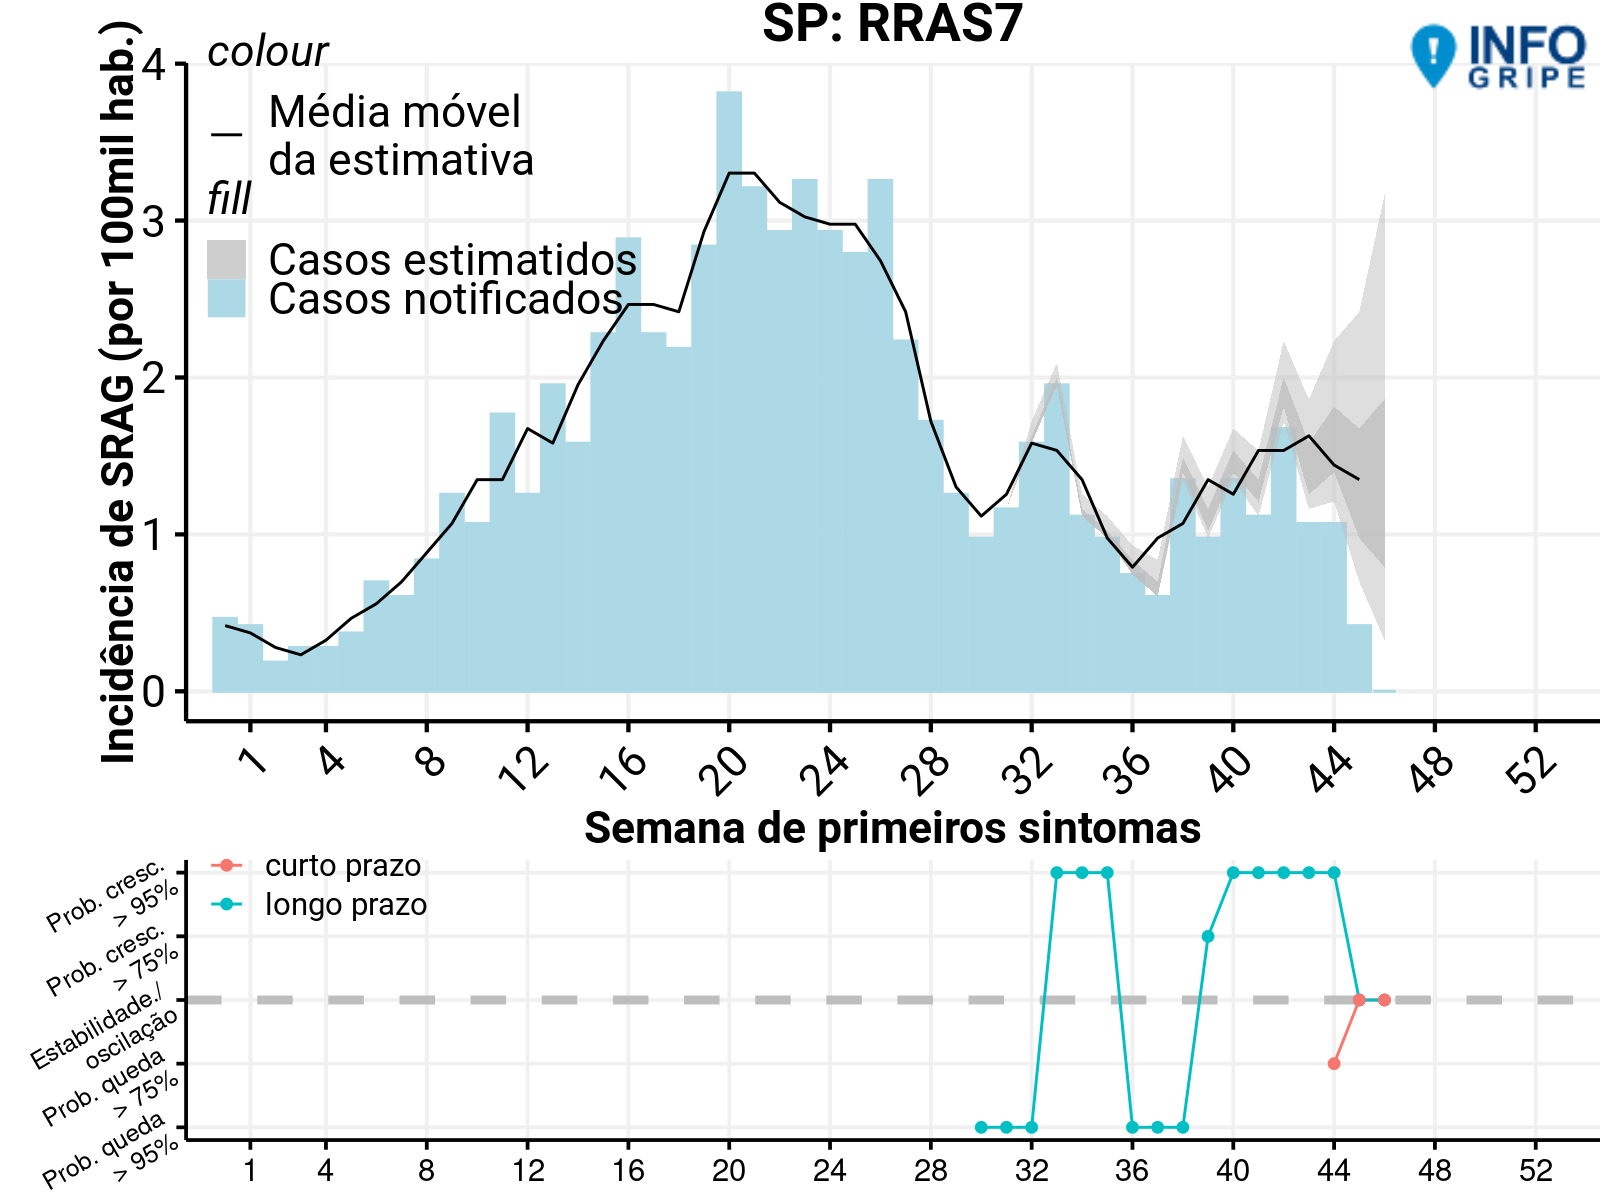 SP: RRAS7
INFO
GRIPE
Incidência de SRAG (por 100mil hab.)
colour
Média móvel
da estimativa
fill
Casos estimatidos
Casos notificados
4
3
2
1
0
1 4 8 12 16 20 24 28 32 36 40 44 48 52
Semana de primeiros sintomas
curto prazo
longo prazo
Prob. cresc.
> 95%
Prob. cresc.
> 75%
Estabilidade./
oscilação
Prob. queda
> 75%
Prob. queda
> 95%
1 4 8 12 16 20 24 28 32 36 40 44 48 52